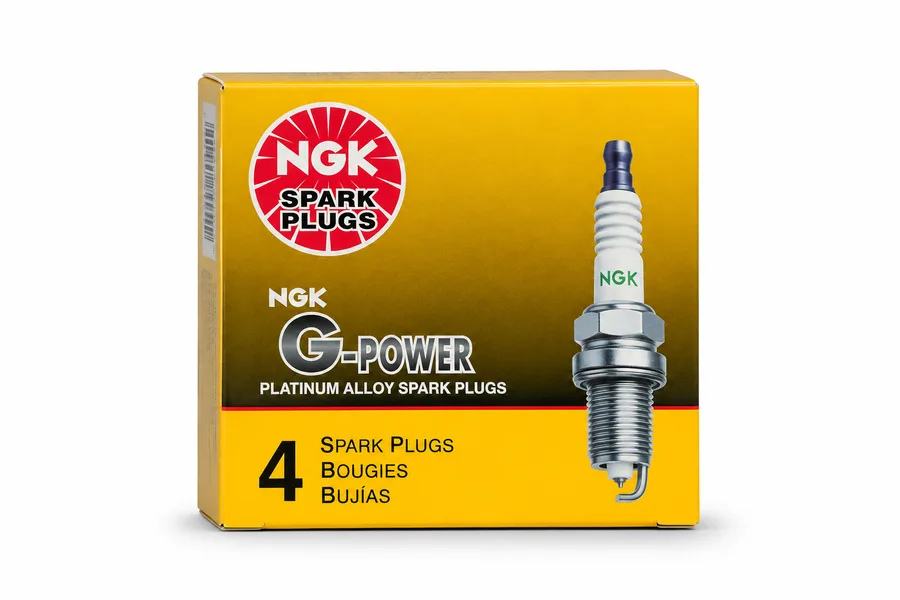 NGK
SPARK
PLUGS
NGK
G-POWER
PLATINUM ALLOY SPARK PLUGS
4
SPARK PLUGS
BOUGIES
BUJÍAS
NGK